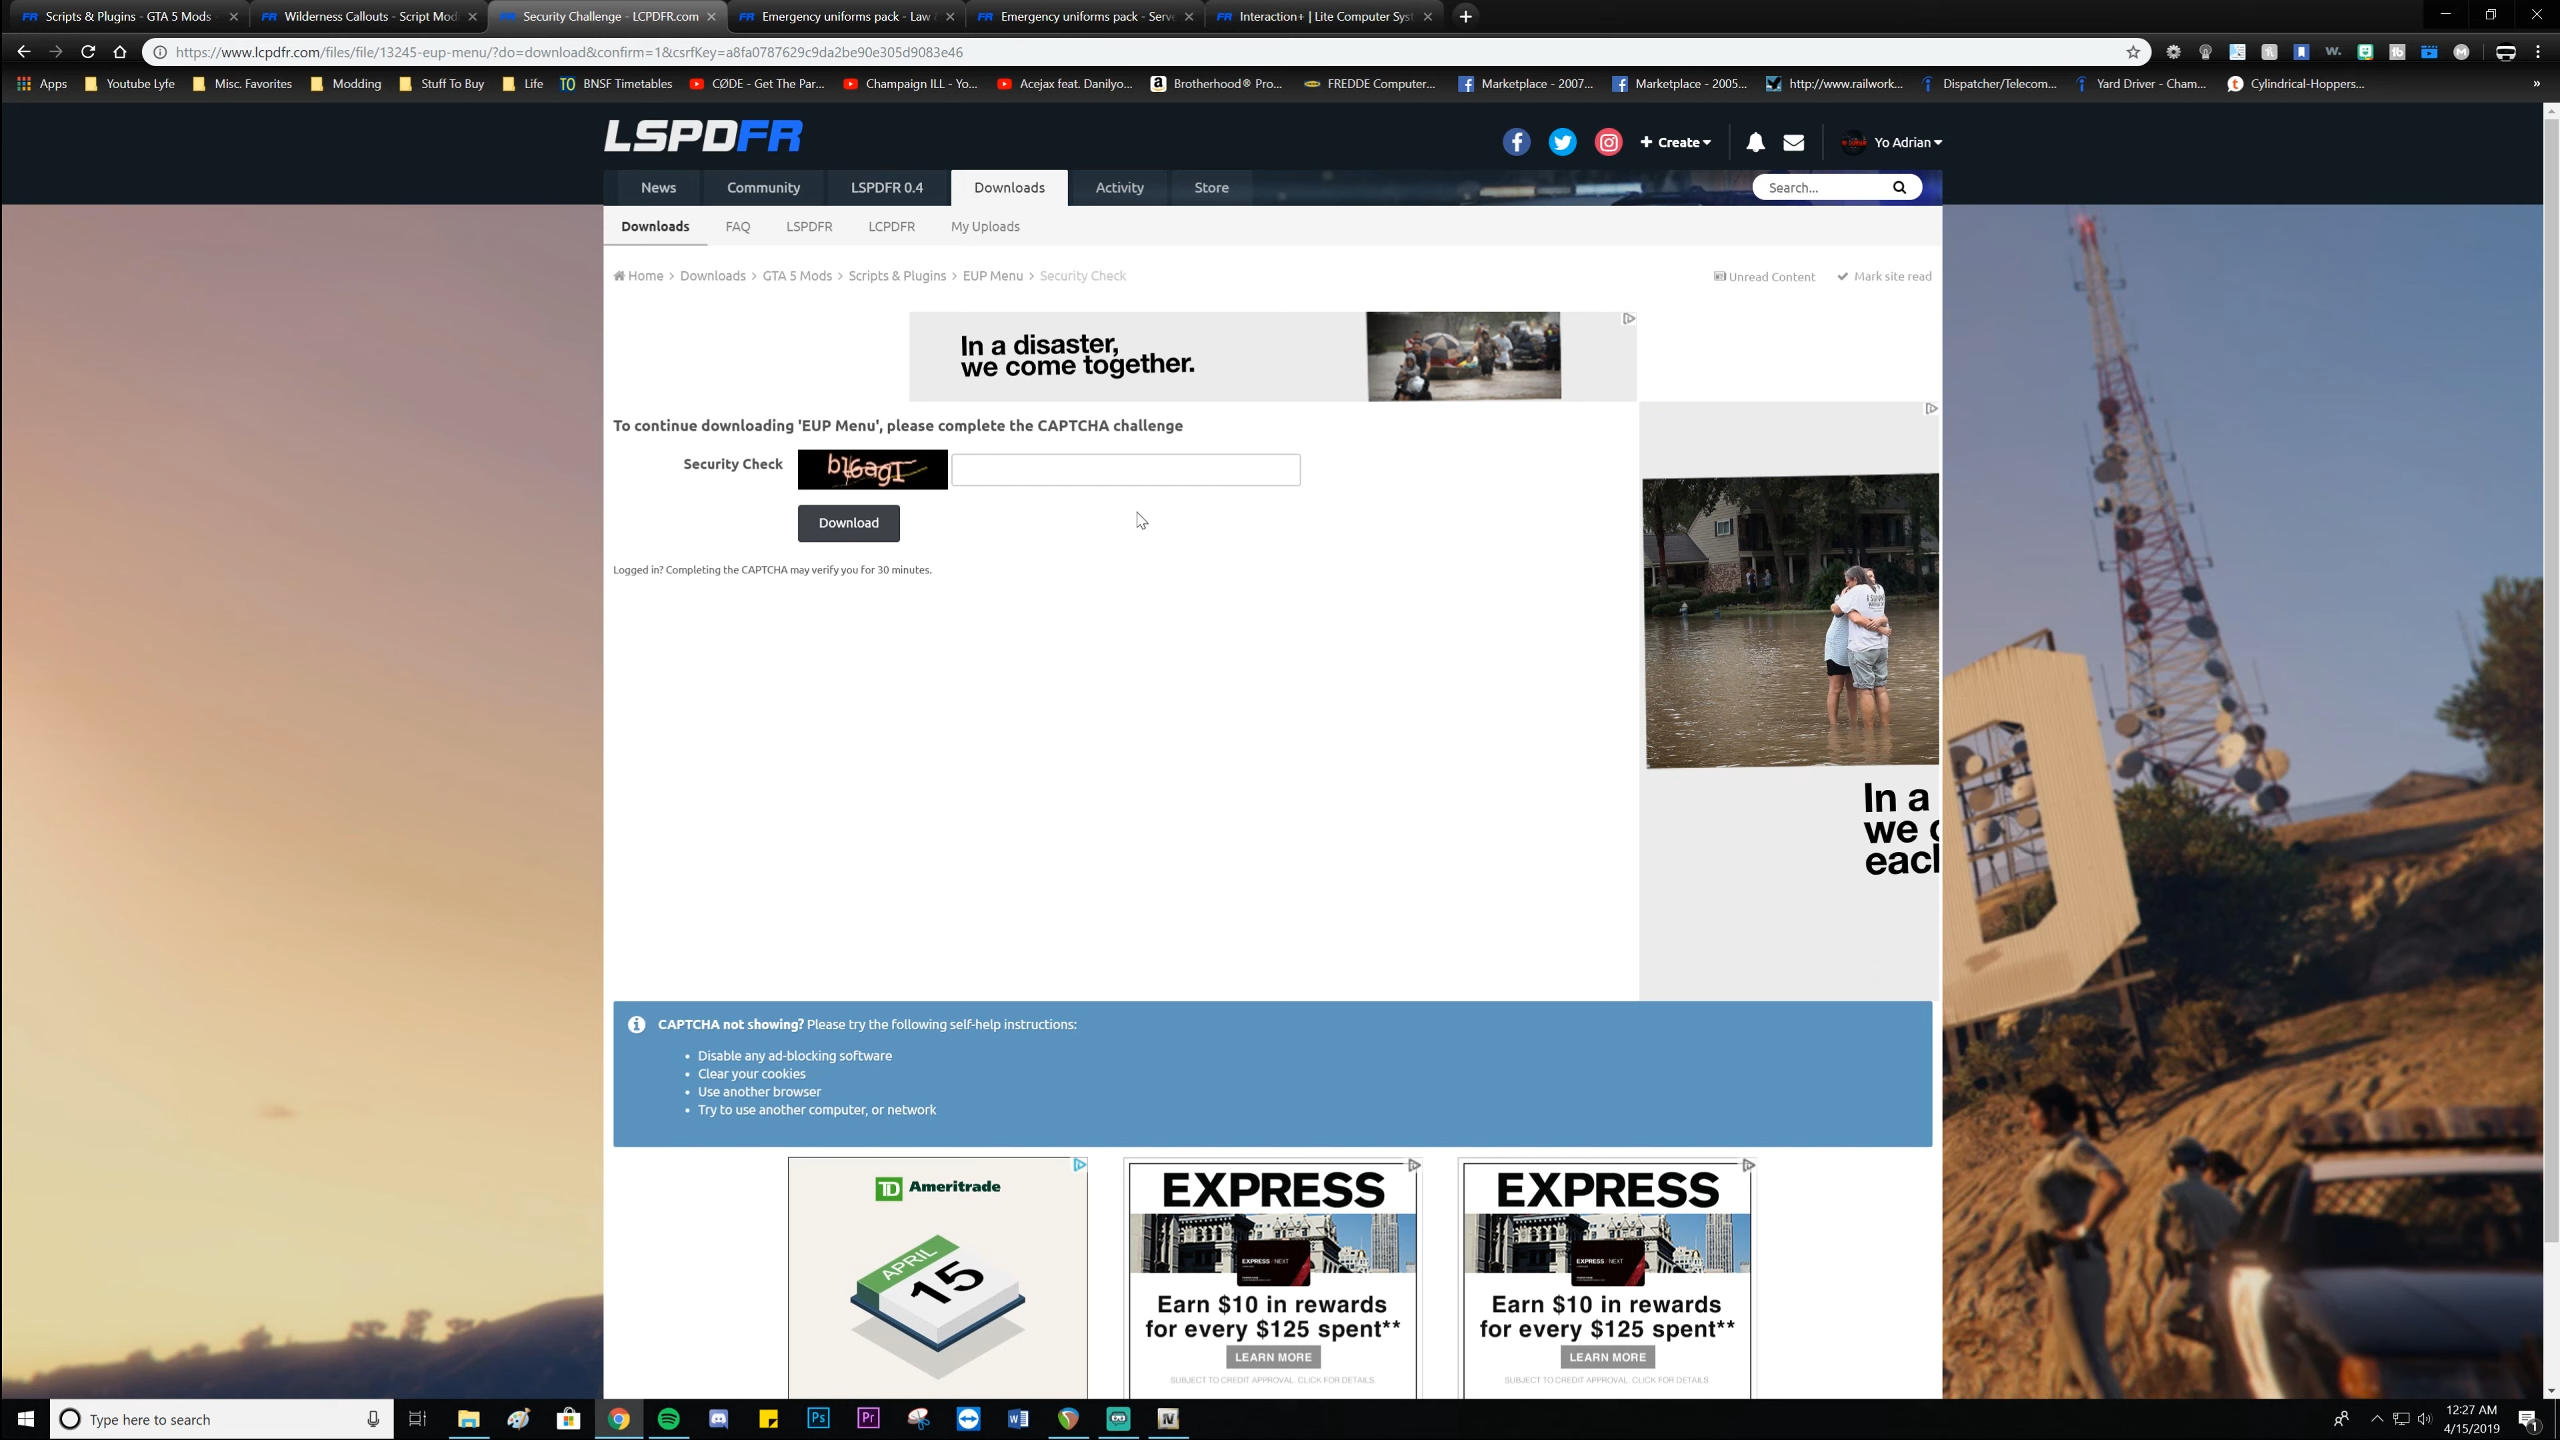 Scripts & Plugins - GTA 5 Mods
Wilderness Callouts - Script Mod
Security Challenge - LCPDFR.com
Emergency uniforms pack - Law
Emergency uniforms pack - Serve
Interaction+ | Lite Computer Syst
https://www.lcpdfr.com/files/file/13245-eup-menu/?do=download&confirm=1&csrfKey=a8fa0787629c9da2be90e305d9083e46
Apps
Youtube Lyfe
Misc. Favorites
Modding
Stuff To Buy
Life
TO BNSF Timetables
CØDE - Get The Par...
Champaign ILL - Yo...
Acejax feat. Danilyo...
Brotherhood® Pro...
FREDDE Computer...
Marketplace - 2007...
Marketplace - 2005...
http://www.railwork...
Dispatcher/Telecom...
Yard Driver - Cham...
Cylindrical-Hoppers...
»
LSPDFR
+ Create
Yo Adrian
News
Community
LSPDFR 0.4
Downloads
Activity
Store
Search...
Downloads
FAQ
LSPDFR
LCPDFR
My Uploads
Home > Downloads > GTA 5 Mods > Scripts & Plugins > EUP Menu > Security Check
Unread Content
Mark site read
In a disaster,
we come together.
To continue downloading 'EUP Menu', please complete the CAPTCHA challenge
Security Check
Download
Logged in? Completing the CAPTCHA may verify you for 30 minutes.
In a
we
CAPTCHA not showing? Please try the following self-help instructions:
• Disable any ad-blocking software
• Clear your cookies
• Use another browser
• Try to use another computer, or network
TD Ameritrade
APRIL
15
EXPRESS
EXPRESS NEXT
Earn $10 in rewards
for every $125 spent**
LEARN MORE
SUBJECT TO CREDIT APPROVAL. CLICK FOR DETAILS.
EXPRESS
EXPRESS NEXT
Earn $10 in rewards
for every $125 spent**
LEARN MORE
SUBJECT TO CREDIT APPROVAL. CLICK FOR DETAILS.
Type here to search
Ps
Pr
12:27 AM
4/15/2019
1